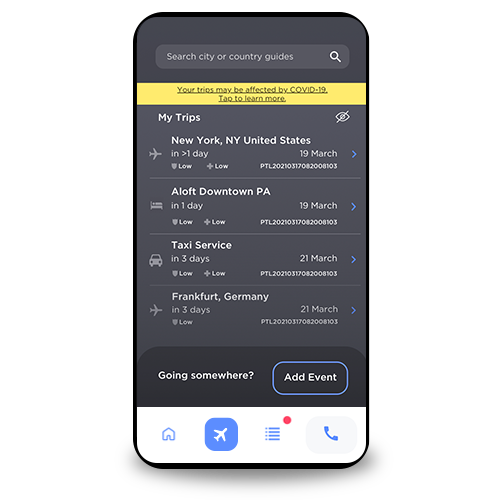 Search city or country guides
Your trips may be affected by COVID-19.
Tap to learn more.
My Trips
New York, NY United States
in >1 day 19 March
Low Low PTL20210317082008103
Aloft Downtown PA
in 1 day 19 March
Low Low PTL20210317082008103
Taxi Service
in 3 days 21 March
Low Low PTL20210317082008103
Frankfurt, Germany
in 3 days 21 March
Low PTL20210317082008103
Going somewhere? Add Event